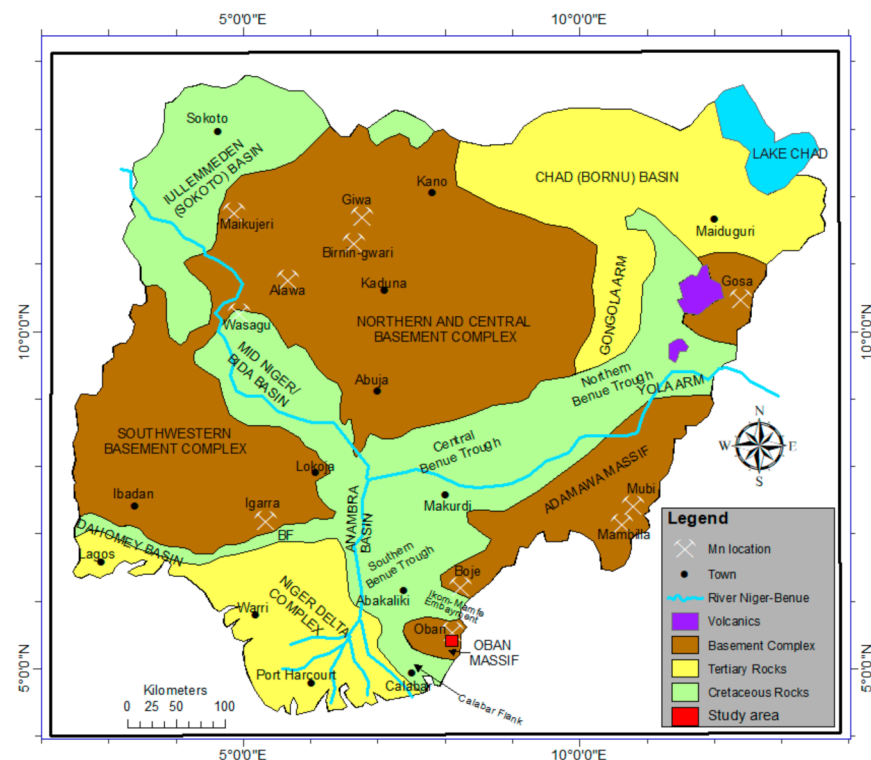 5°0'0"E
10°0'0"E
Sokoto
IULLEMMEDEN
(SOKOTO) BASIN
LAKE CHAD
Kano
CHAD (BORNU) BASIN
Giwa
Maikujeri
Maiduguri
Birnin-gwari
Alawa
Kaduna
Gosa
GONGOLA ARM
10°0'0"N
10°0'0"N
Wasagu
NORTHERN AND CENTRAL
BASEMENT COMPLEX
MID NIGER/
BIDA BASIN
Abuja
Northern
Benue Trough
YOLA ARM
N
W
E
S
SOUTHWESTERN
BASEMENT COMPLEX
Central
Benue Trough
Lokoja
ADAMAWA MASSIF
Ibadan
Igarra
Makurdi
Mubi
Mambilla
ANAMBRA
BASIN
BF
DAHOMEY BASIN
Lagos
Southern
Benue Trough
Boje
Abakaliki
Ikom-Mamfe
Embayment
NIGER DELTA
COMPLEX
Warri
Oban
OBAN
MASSIF
5°0'0"N
5°0'0"N
Port Harcourt
Calabar
Calabar Flank
Kilometers
0 25 50 100
Legend
Mn location
Town
River Niger-Benue
Volcanics
Basement Complex
Tertiary Rocks
Cretaceous Rocks
Study area
5°0'0"E
10°0'0"E